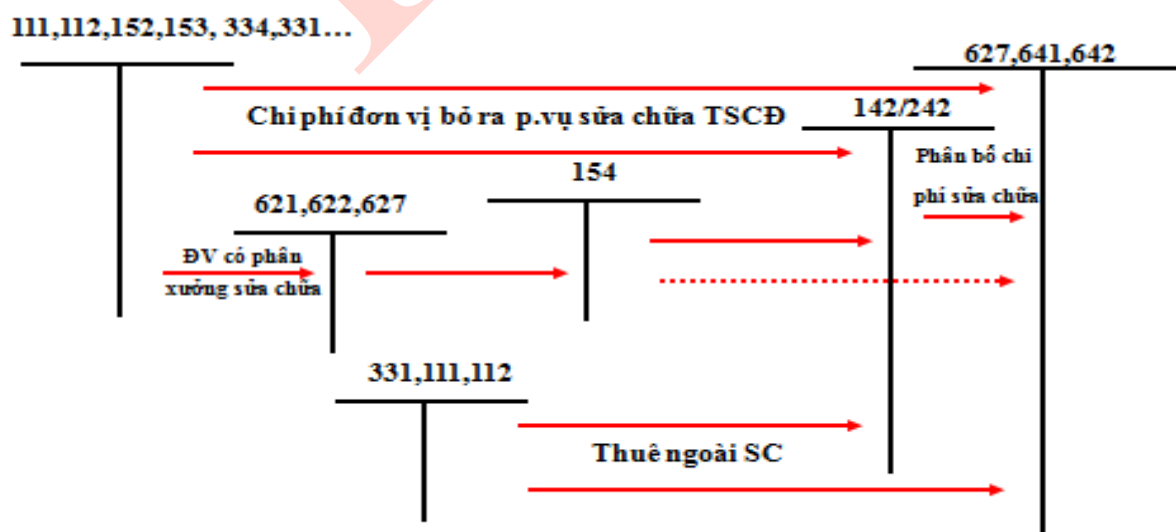 111,112,152,153, 334,331...
627,641,642
Chi phí đơn vị bỏ ra p.vụ sửa chữa TSCĐ
142/242
Phân bổ chi
phí sửa chữa
154
621,622,627
ĐV có phân
xưởng sửa chữa
331,111,112
Thuê ngoài SC